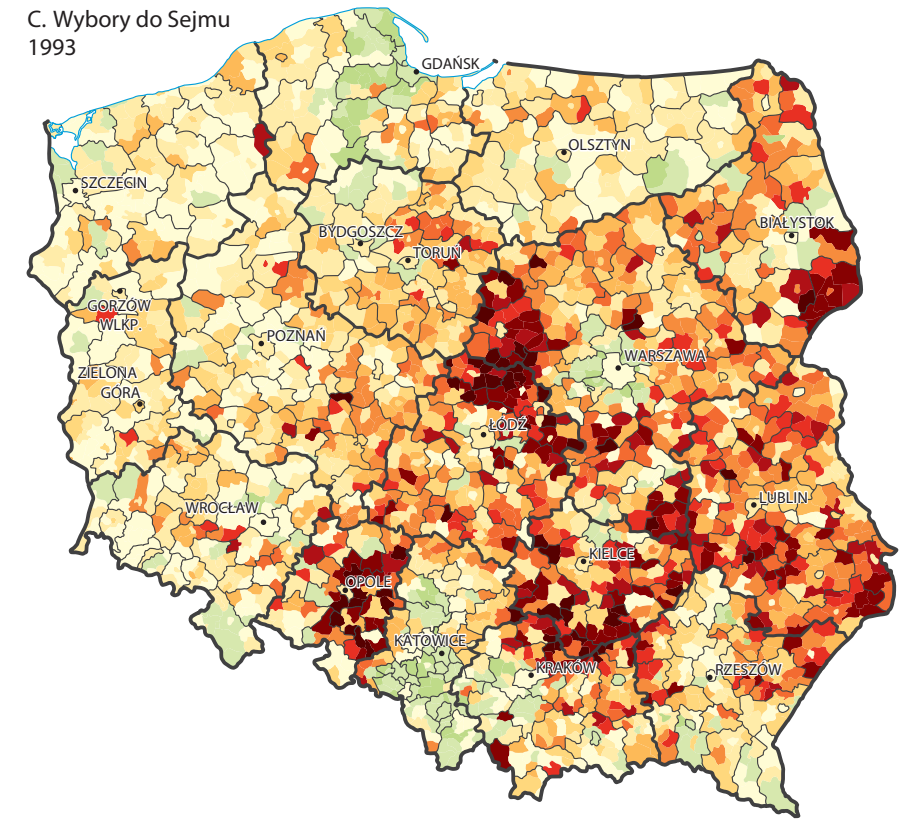 C. Wybory do Sejmu
1993
GDAŃSK
OLSZTYN
SZCZECIN
BIAŁYSTOK
BYDGOSZCZ
TORUŃ
GORZÓW
WLKP.
POZNAŃ
WARSZAWA
ZIELONA
GÓRA
ŁÓDŹ
LUBLIN
WROCŁAW
KIELCE
OPOLE
KATOWICE
KRAKÓW
RZESZÓW